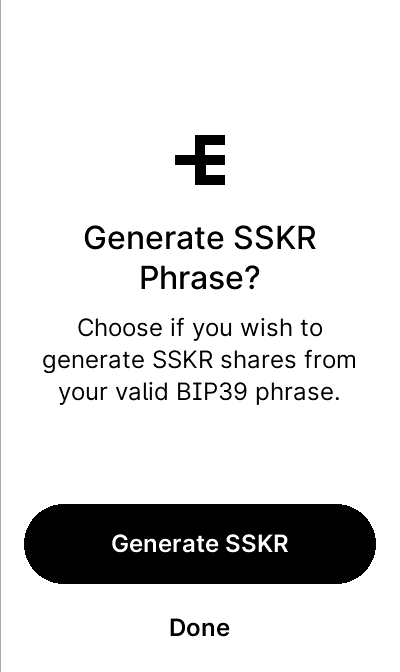 Generate SSKR
Phrase?
Choose if you wish to
generate SSKR shares from
your valid BIP39 phrase.
Generate SSKR
Done